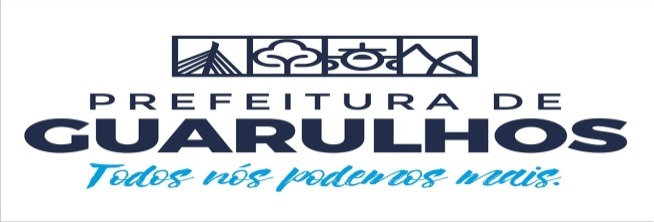 PREFEITURA DE
GUARULHOS
Todos nós podemos mais.